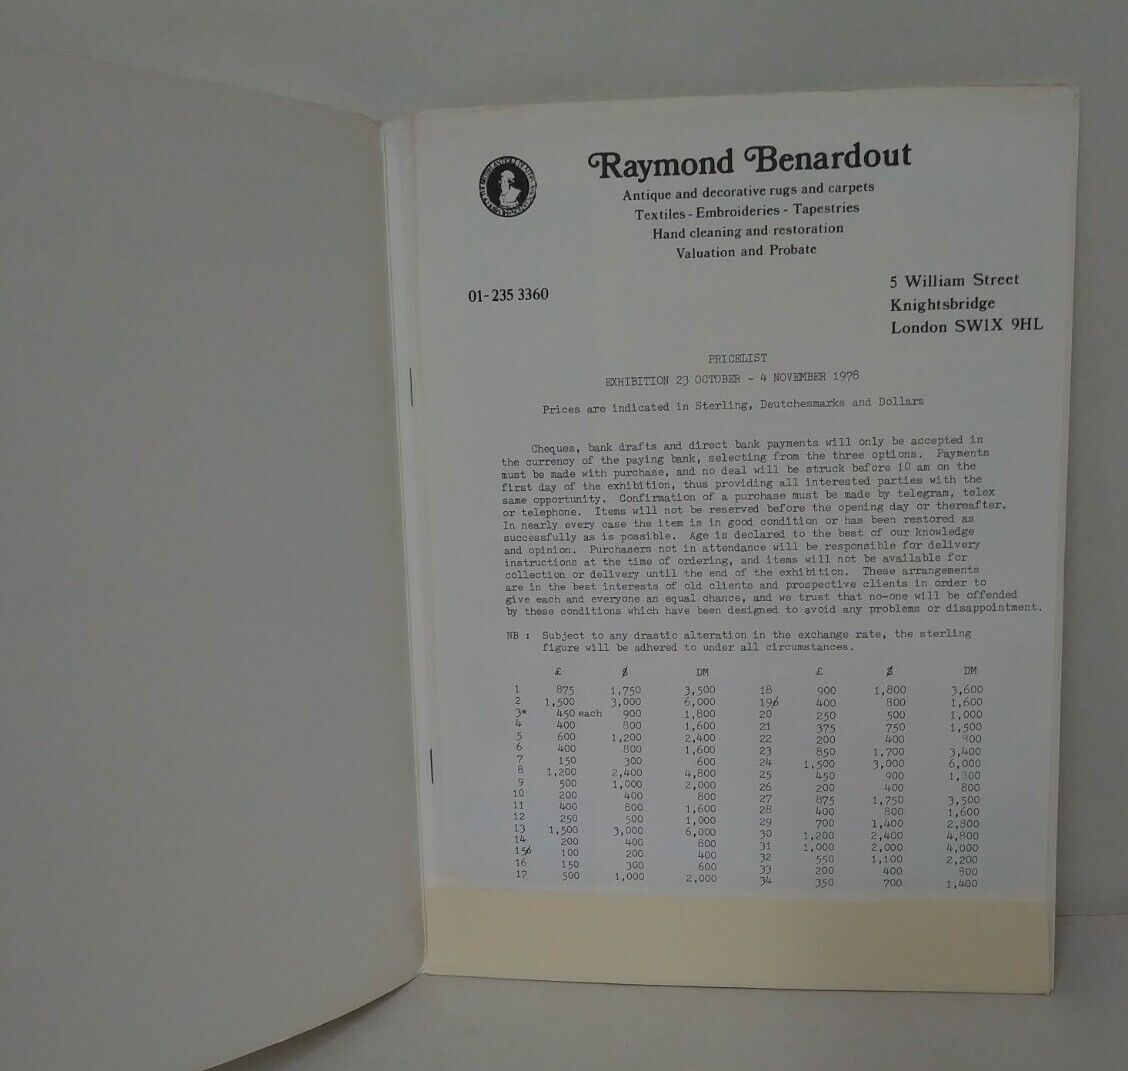 Raymond Benardout
Antique and decorative rugs and carpets
Textiles - Embroideries - Tapestries
Hand cleaning and restoration
Valuation and Probate
01-235 3360
5 William Street
Knightsbridge
London SW1X 9HL
PRICELIST
EXHIBITION 23 OCTOBER - 4 NOVEMBER 1978
Prices are indicated in Sterling, Deutchesmarks and Dollars
Cheques, bank drafts and direct bank payments will only be accepted in
the currency of the paying bank, selecting from the three options. Payments
must be made with purchase, and no deal will be struck before 10 am on the
first day of the exhibition, thus providing all interested parties with the
same opportunity. Confirmation of a purchase must be made by telegram, telex
or telephone. Items will not be reserved before the opening day or thereafter.
In nearly every case the item is in good condition or has been restored as
successfully as is possible. Age is declared to the best of our knowledge
and opinion. Purchasers not in attendance will be responsible for delivery
instructions at the time of ordering, and items will not be available for
collection or delivery until the end of the exhibition. These arrangements
are in the best interests of old clients and prospective clients in order to
give each and everyone an equal chance, and we trust that no-one will be offended
by these conditions which have been designed to avoid any problems or disappointment.
NB : Subject to any drastic alteration in the exchange rate, the sterling
figure will be adhered to under all circumstances.
£ $ DM £ $ DM
1 875 1,750 3,500 18 900 1,800 3,600
2 1,500 3,000 6,000 19 400 800 1,600
3* 450 each 900 1,800 20 250 500 1,000
4 400 800 1,600 21 375 750 1,500
5 600 1,200 2,400 22 200 400 800
6 400 800 1,600 23 850 1,700 3,400
7 150 300 600 24 1,500 3,000 6,000
8 1,200 2,400 4,800 25 450 900 1,800
9 500 1,000 2,000 26 200 400 800
10 200 400 800 27 875 1,750 3,500
11 400 800 1,600 28 400 800 1,600
12 250 500 1,000 29 700 1,400 2,800
13 1,500 3,000 6,000 30 1,200 2,400 4,800
14 200 400 800 31 1,000 2,000 4,000
15 100 200 400 32 550 1,100 2,200
16 150 300 600 33 200 400 800
17 500 1,000 2,000 34 350 700 1,400